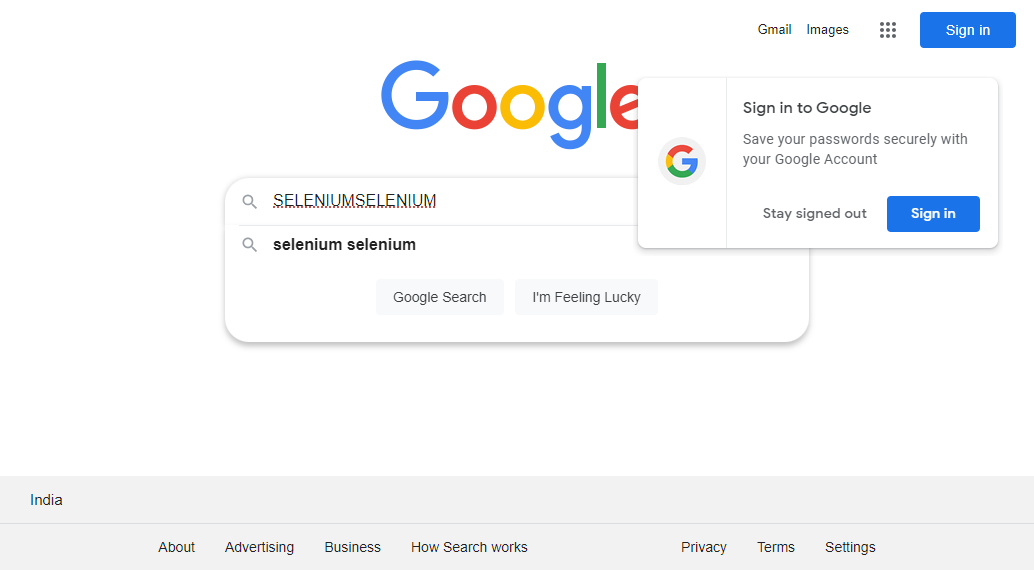 Gmail Images Sign in
Google
Sign in to Google
Save your passwords securely with
your Google Account
Stay signed out Sign in
SELENIUMSELENIUM
selenium selenium
Google Search I'm Feeling Lucky
India
About Advertising Business How Search works Privacy Terms Settings